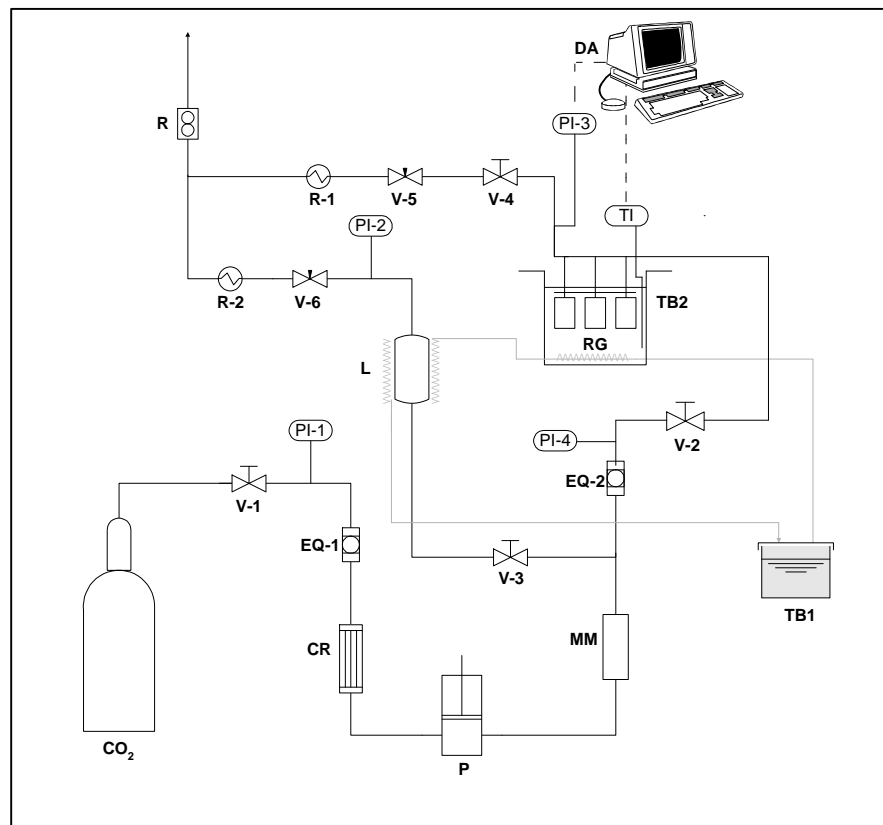 DA
R
PI-3
R-1
V-5
V-4
TI
PI-2
R-2
V-6
TB2
RG
L
PI-1
V-2
PI-4
V-1
EQ-2
EQ-1
V-3
TB1
CR
MM
CO₂
P